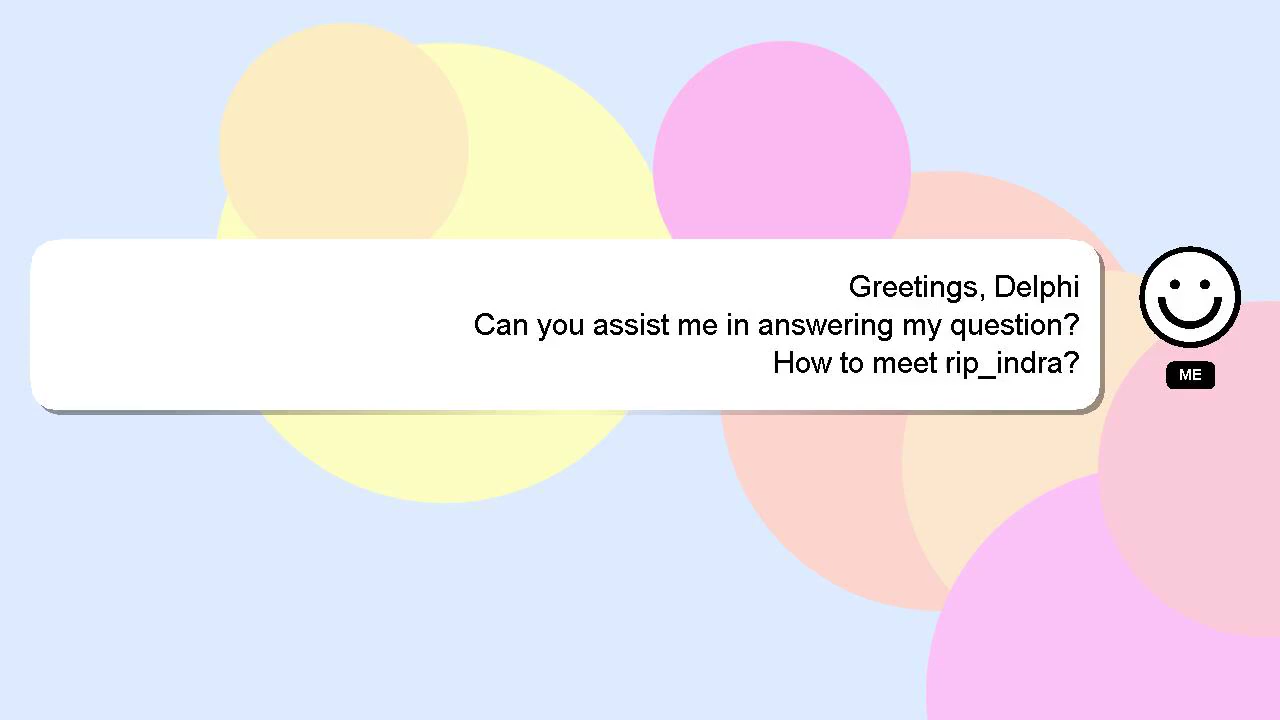 Greetings, Delphi
Can you assist me in answering my question?
How to meet rip_indra?
ME